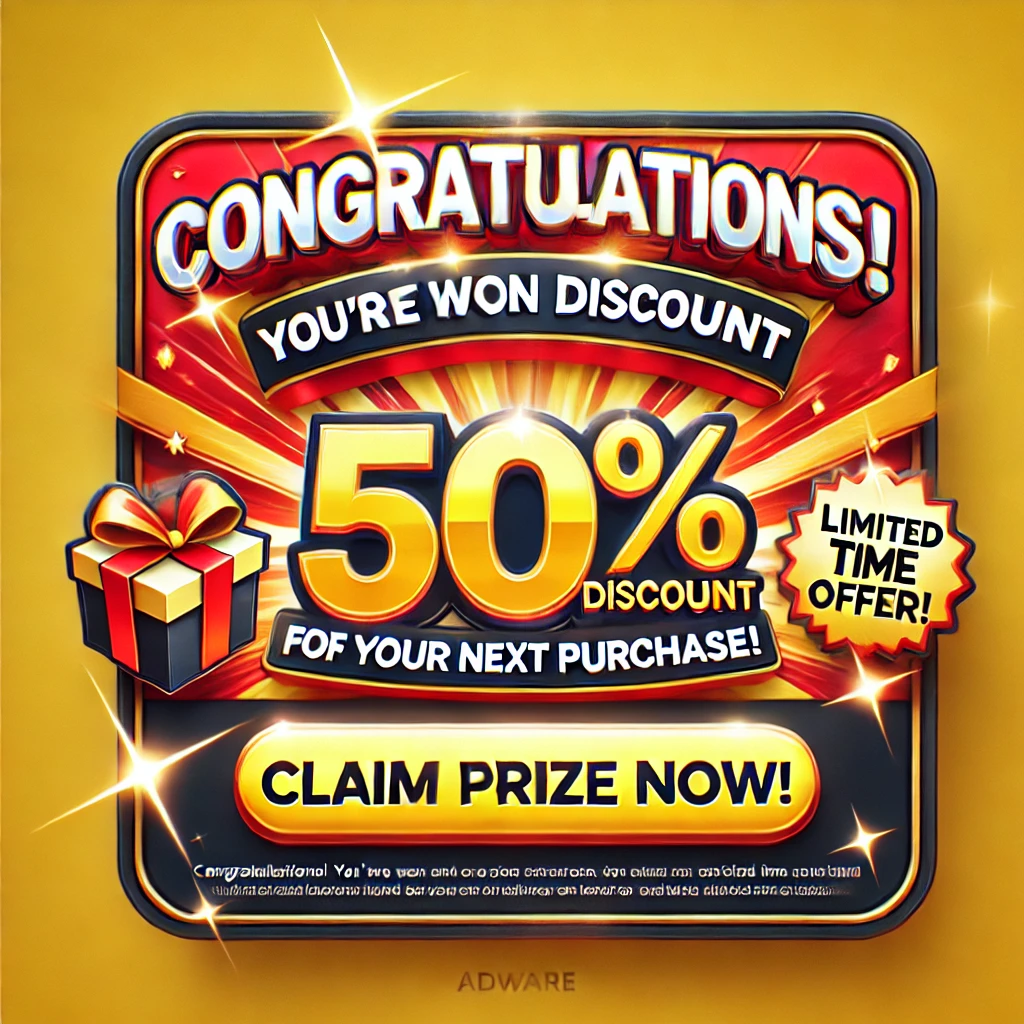 CONGRATULATIONS!
YOU'RE WON DISCOUNT
50%
DISCOUNT
FOF YOUR NEXT PURCHASE!
LIMITED
TIME
OFFER!
CLAIM PRIZE NOW!
ADWARE